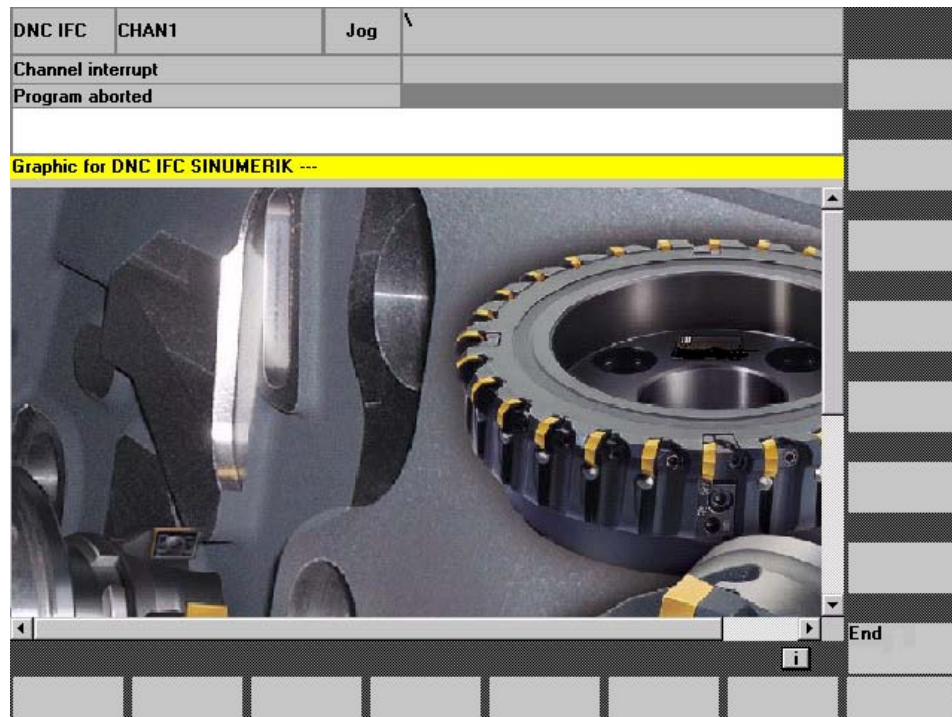 DNC IFC CHAN1 Jog \
Channel interrupt
Program aborted
Graphic for DNC IFC SINUMERIK ---
End
i